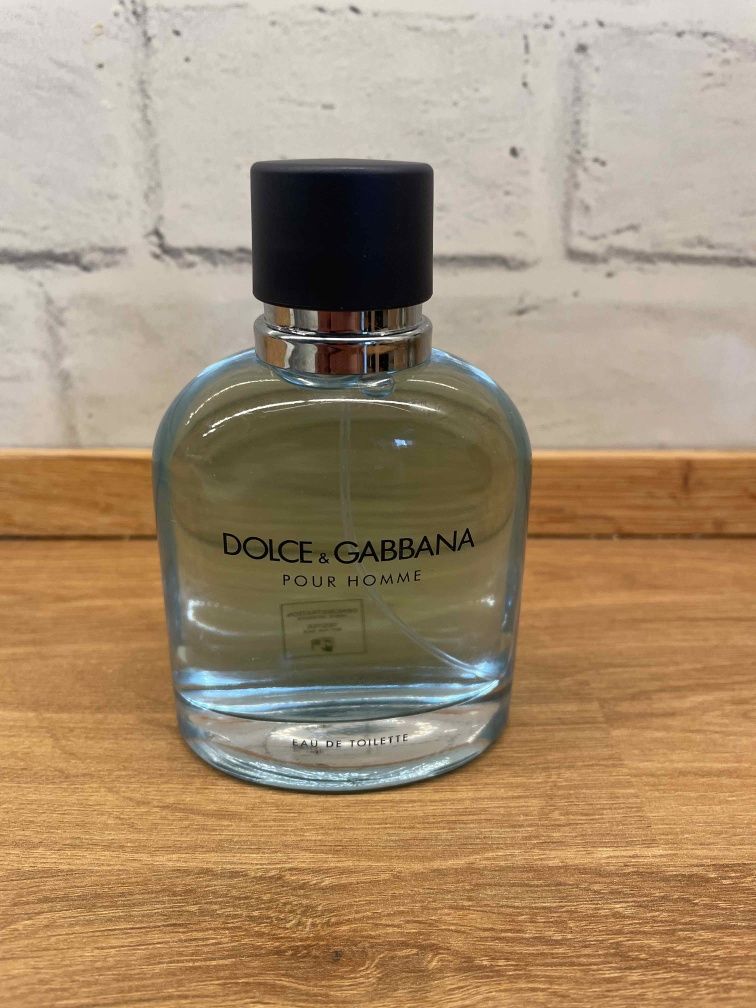 DOLCE & GABBANA
POUR HOMME
EAU DE TOILETTE